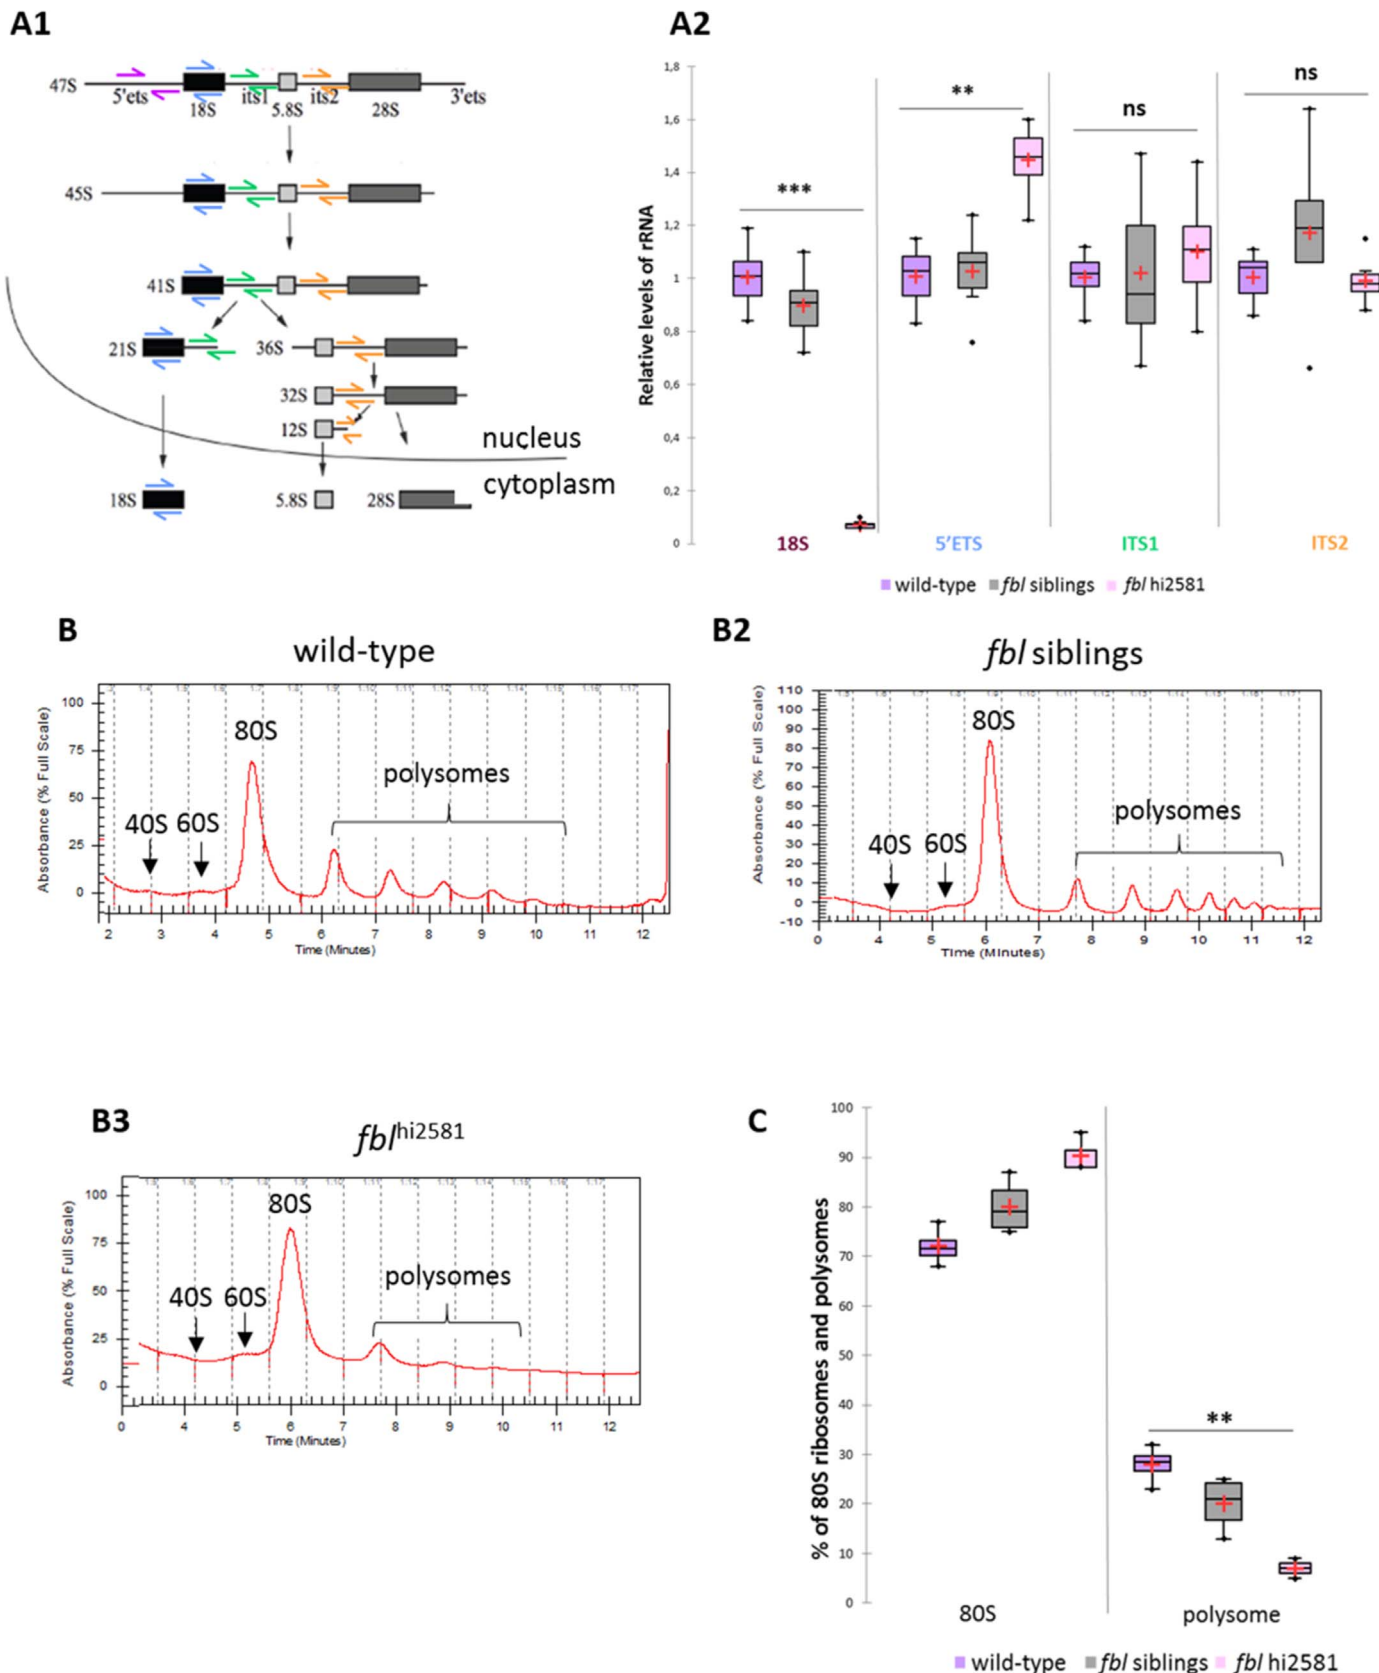 A1
47S
5'ets
18S
its1
5.8S
its2
28S
3'ets
45S
41S
21S
36S
32S
12S
nucleus
cytoplasm
18S
5.8S
28S
A2
Relative levels of rRNA
1,8
1,6
1,4
1,2
1
0,8
0,6
0,4
0,2
0
***
**
ns
ns
18S
5'ETS
ITS1
ITS2
wild-type fbl siblings fbl hi2581
B
wild-type
Absorbance (% Full Scale)
100
75
50
25
0
40S
60S
80S
polysomes
2 3 4 5 6 7 8 9 10 11 12
Time (Minutes)
B2
fbl siblings
Absorbance (% Full Scale)
110
100
90
80
70
60
50
40
30
20
10
0
-10
40S
60S
80S
polysomes
0 4 5 6 7 8 9 10 11 12
Time (Minutes)
B3
fbl hi2581
Absorbance (% Full Scale)
100
75
50
25
0
40S
60S
80S
polysomes
0 4 5 6 7 8 9 10 11 12
Time (Minutes)
C
% of 80S ribosomes and polysomes
100
90
80
70
60
50
40
30
20
10
0
**
80S
polysome
wild-type fbl siblings fbl hi2581